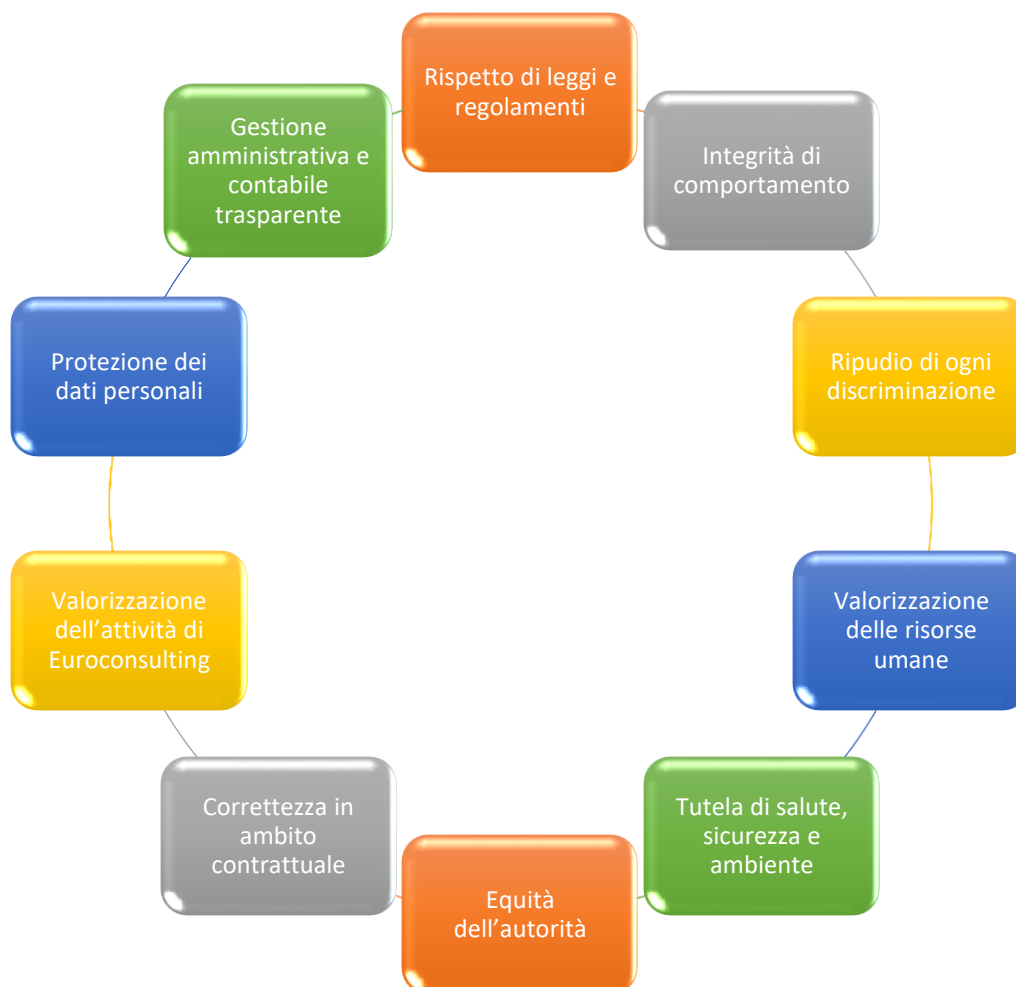 Rispetto di leggi e
regolamenti
Integrità di
comportamento
Ripudio di ogni
discriminazione
Valorizzazione
delle risorse
umane
Tutela di salute,
sicurezza e
ambiente
Equità
dell’autorità
Correttezza in
ambito
contrattuale
Valorizzazione
dell’attività di
Euroconsulting
Protezione dei
dati personali
Gestione
amministrativa e
contabile
trasparente